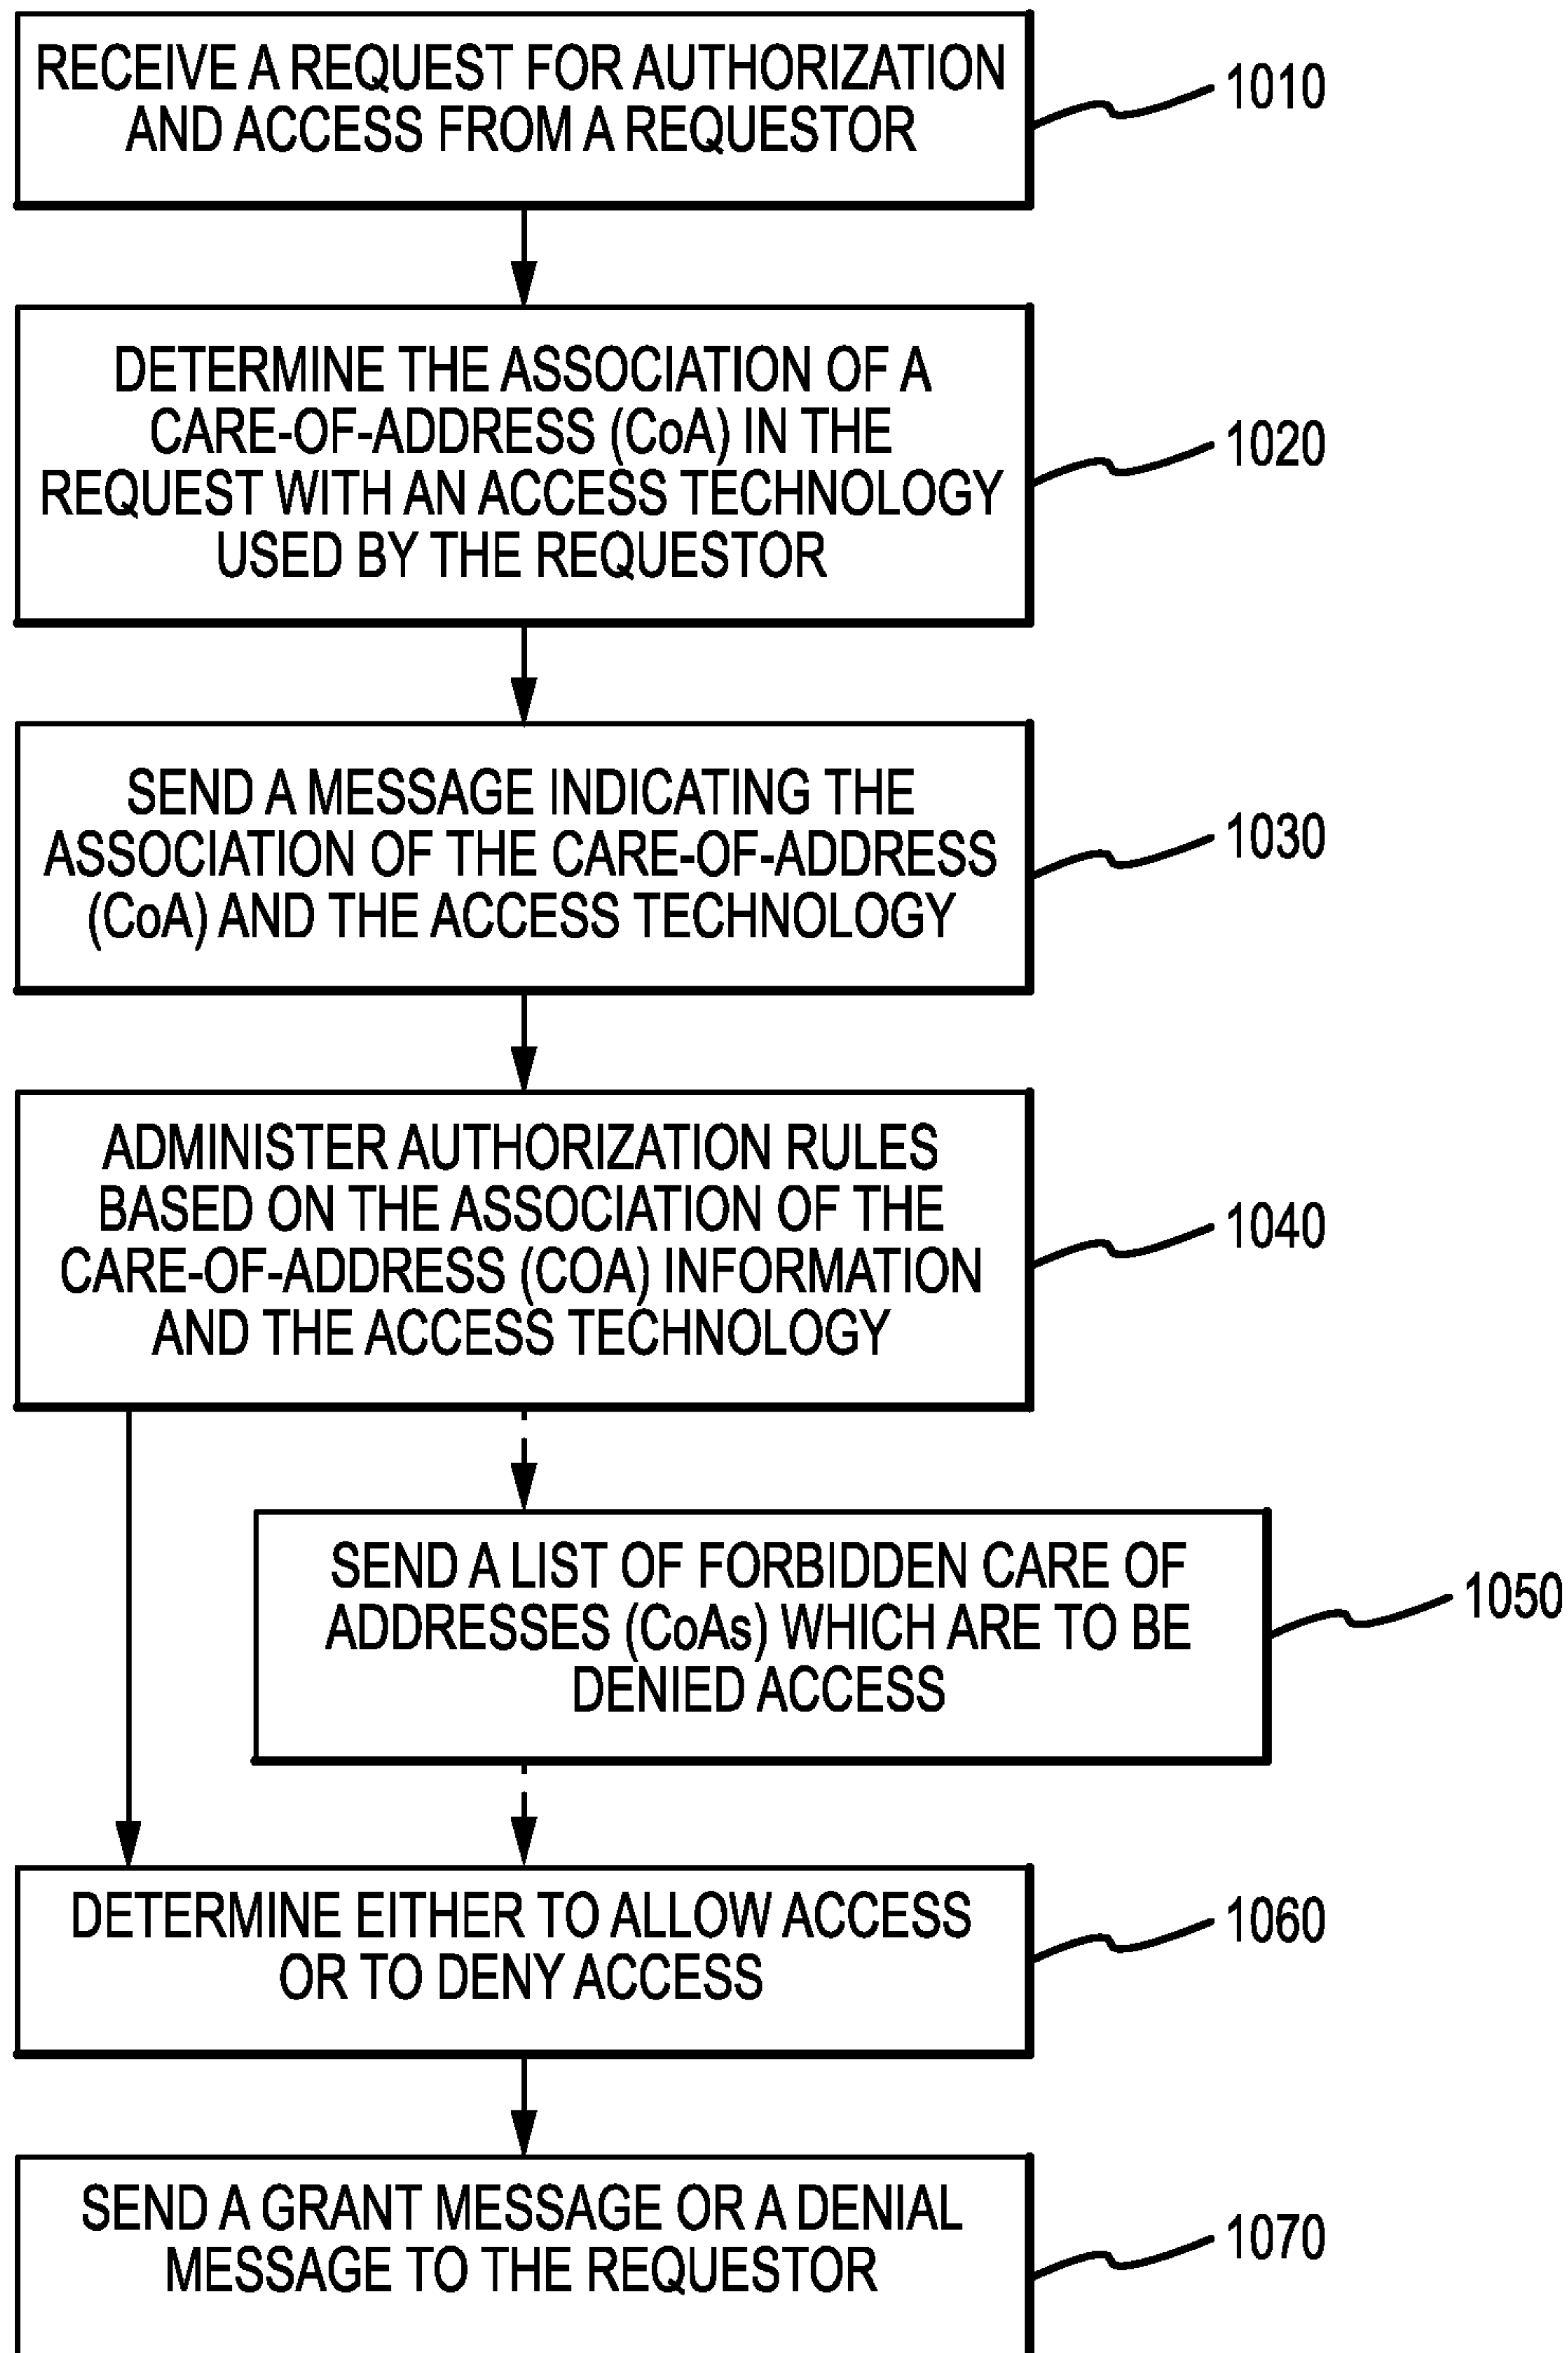 RECEIVE A REQUEST FOR AUTHORIZATION
AND ACCESS FROM A REQUESTOR
1010
DETERMINE THE ASSOCIATION OF A
CARE-OF-ADDRESS (CoA) IN THE
REQUEST WITH AN ACCESS TECHNOLOGY
USED BY THE REQUESTOR
1020
SEND A MESSAGE INDICATING THE
ASSOCIATION OF THE CARE-OF-ADDRESS
(CoA) AND THE ACCESS TECHNOLOGY
1030
ADMINISTER AUTHORIZATION RULES
BASED ON THE ASSOCIATION OF THE
CARE-OF-ADDRESS (COA) INFORMATION
AND THE ACCESS TECHNOLOGY
1040
SEND A LIST OF FORBIDDEN CARE OF
ADDRESSES (CoAs) WHICH ARE TO BE
DENIED ACCESS
1050
DETERMINE EITHER TO ALLOW ACCESS
OR TO DENY ACCESS
1060
SEND A GRANT MESSAGE OR A DENIAL
MESSAGE TO THE REQUESTOR
1070